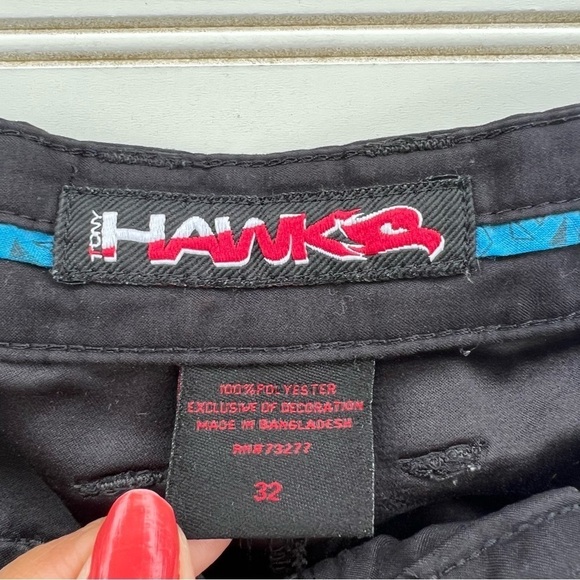 TONY HAWK
100% POLYESTER
EXCLUSIVE OF DECORATION
MADE IN BANGLADESH
RN# 73277
32